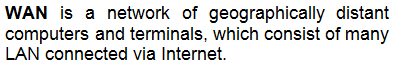 WAN is a network of geographically distant
computers and terminals, which consist of many
LAN connected via Internet.